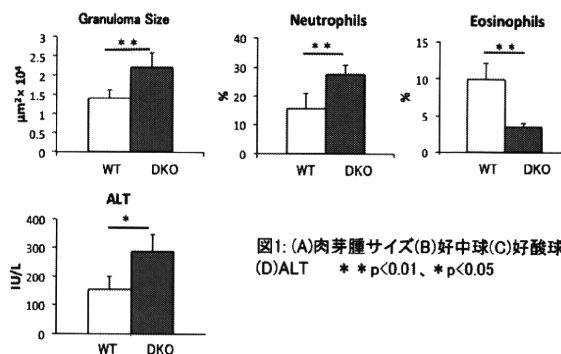 Granuloma Size
μm²× 10⁴
3
2.5
2
1.5
1
0.5
0
＊＊
WT DKO
Neutrophils
%
40
30
20
10
0
＊＊
WT DKO
Eosinophils
%
15
10
5
0
＊＊
WT DKO
ALT
IU/L
400
300
200
100
0
＊
WT DKO
図1: (A)肉芽腫サイズ(B)好中球(C)好酸球
(D)ALT ＊＊p<0.01、＊p<0.05